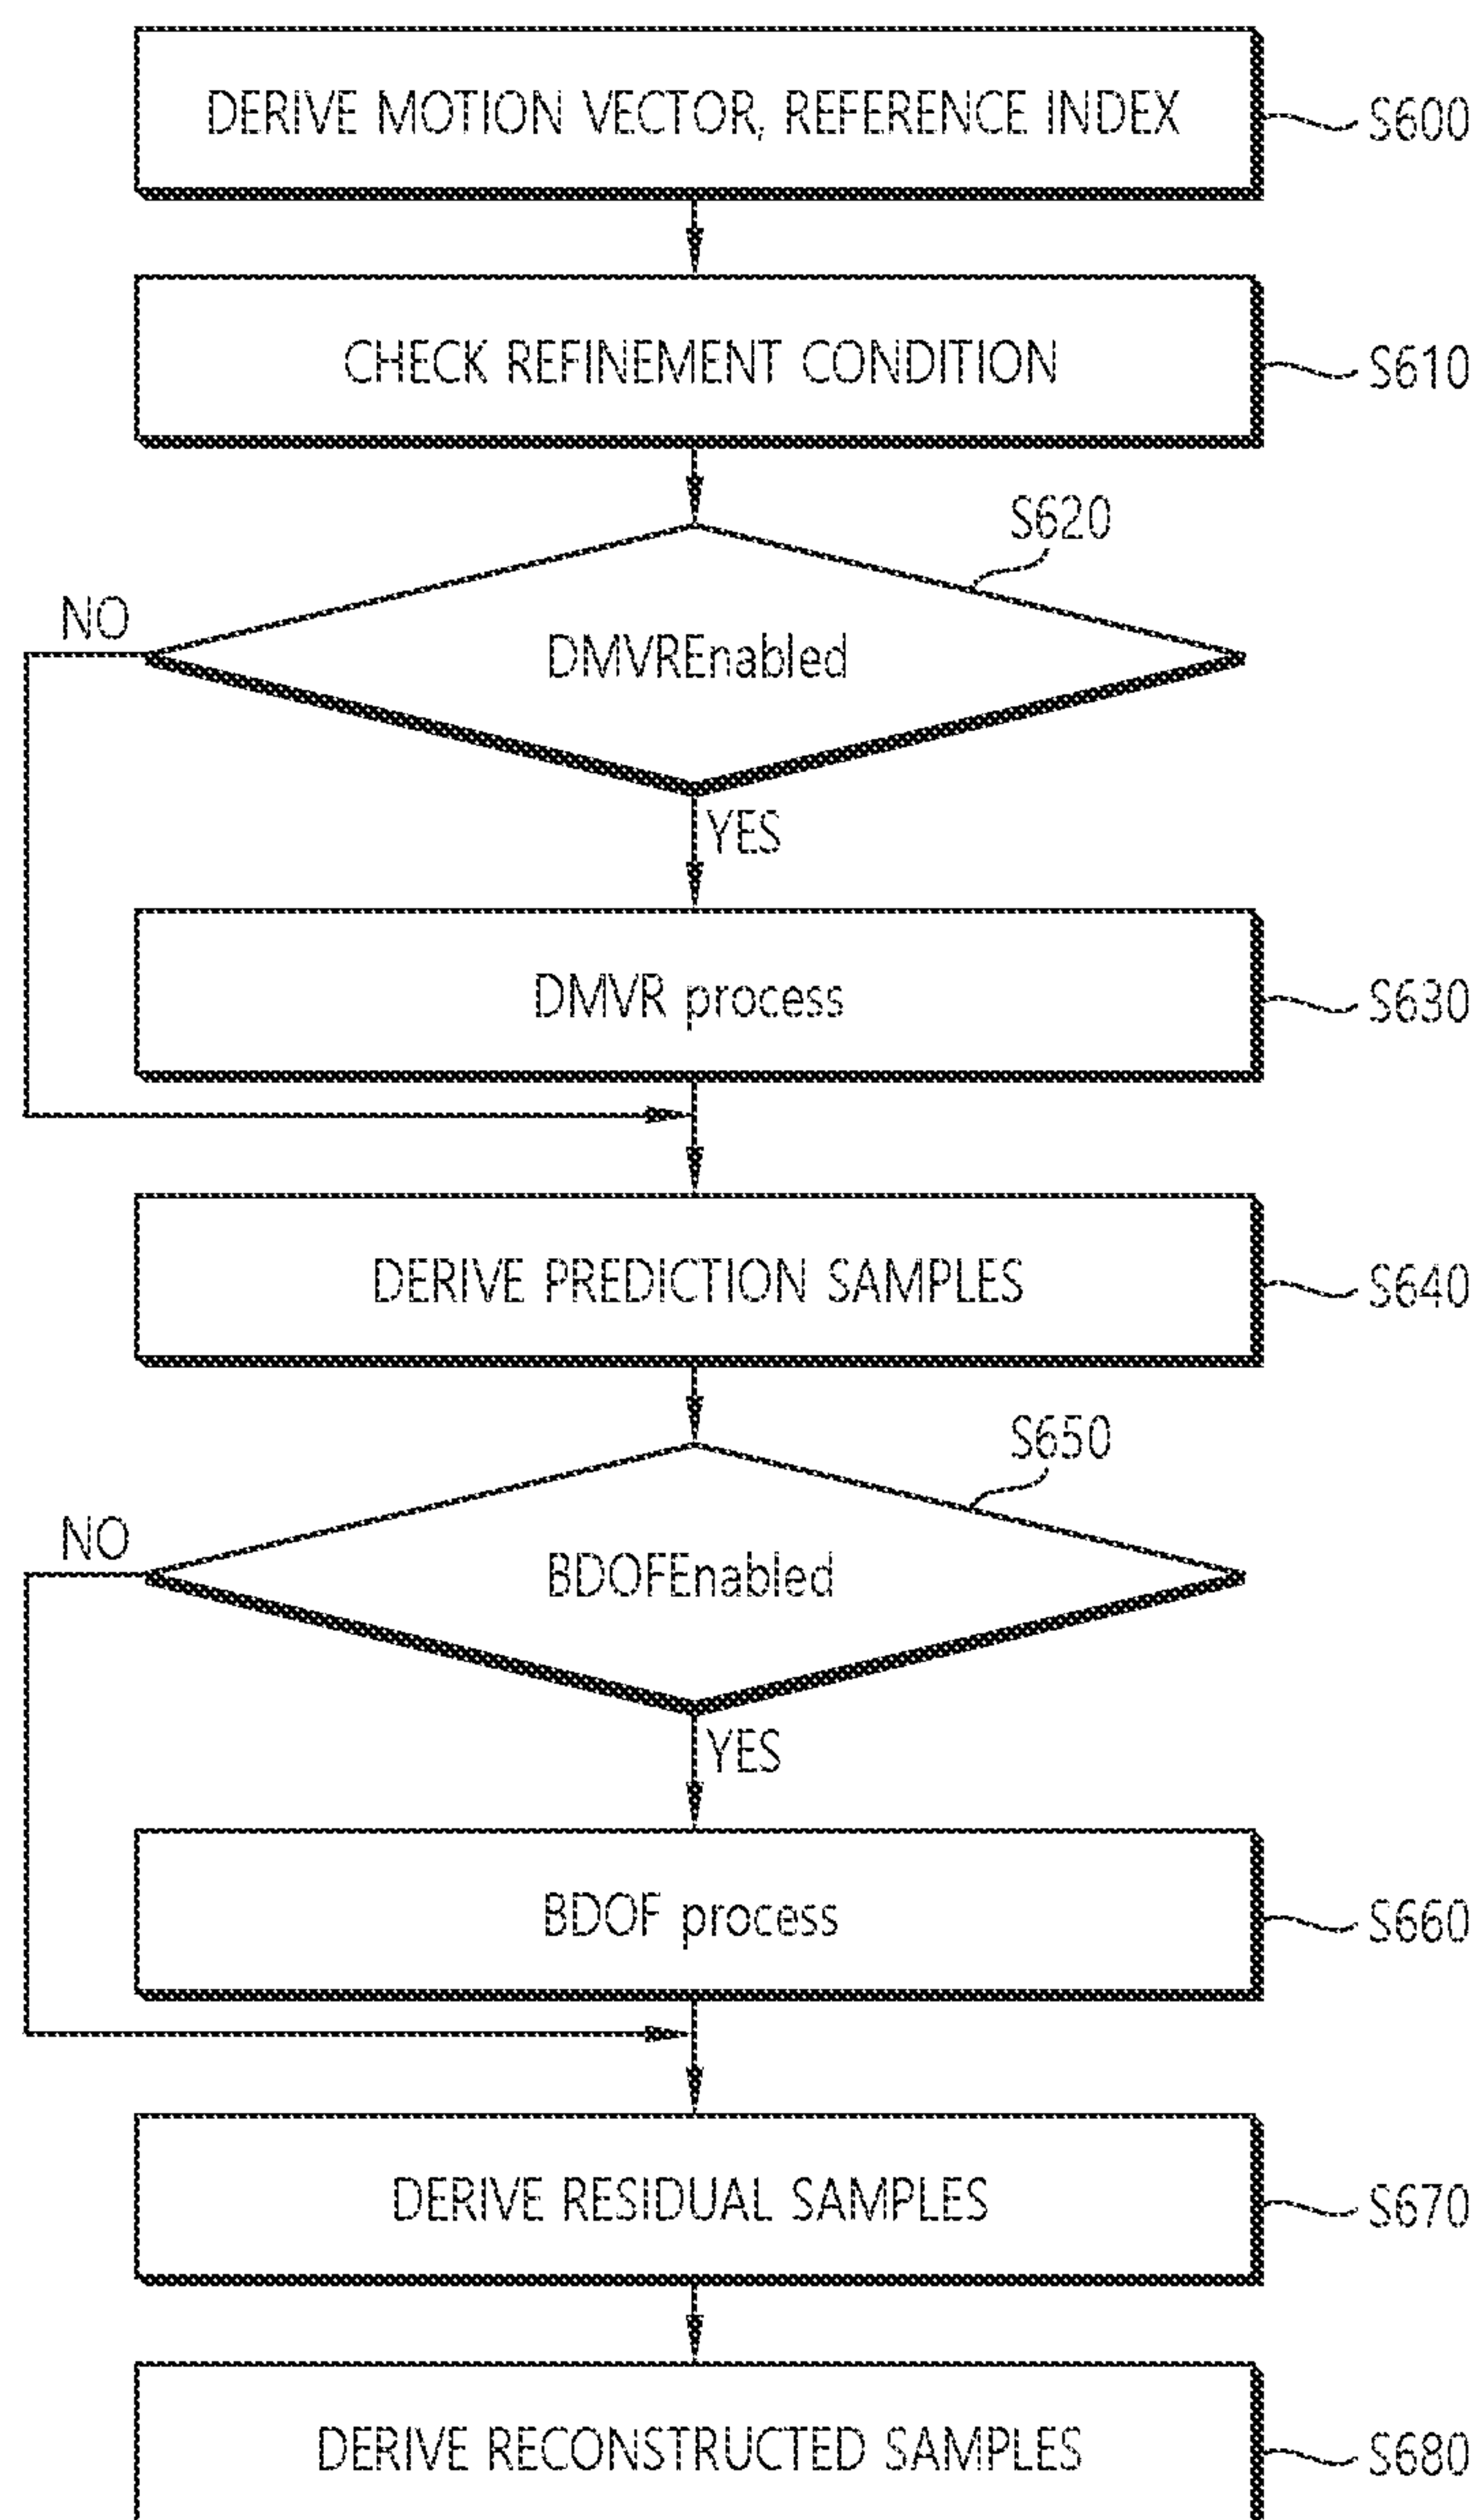 DERIVE MOTION VECTOR, REFERENCE INDEX
S600
CHECK REFINEMENT CONDITION
S610
S620
NO
DMVREnabled
YES
DMVR process
S630
DERIVE PREDICTION SAMPLES
S640
S650
NO
BDOFEnabled
YES
BDOF process
S660
DERIVE RESIDUAL SAMPLES
S670
DERIVE RECONSTRUCTED SAMPLES
S680